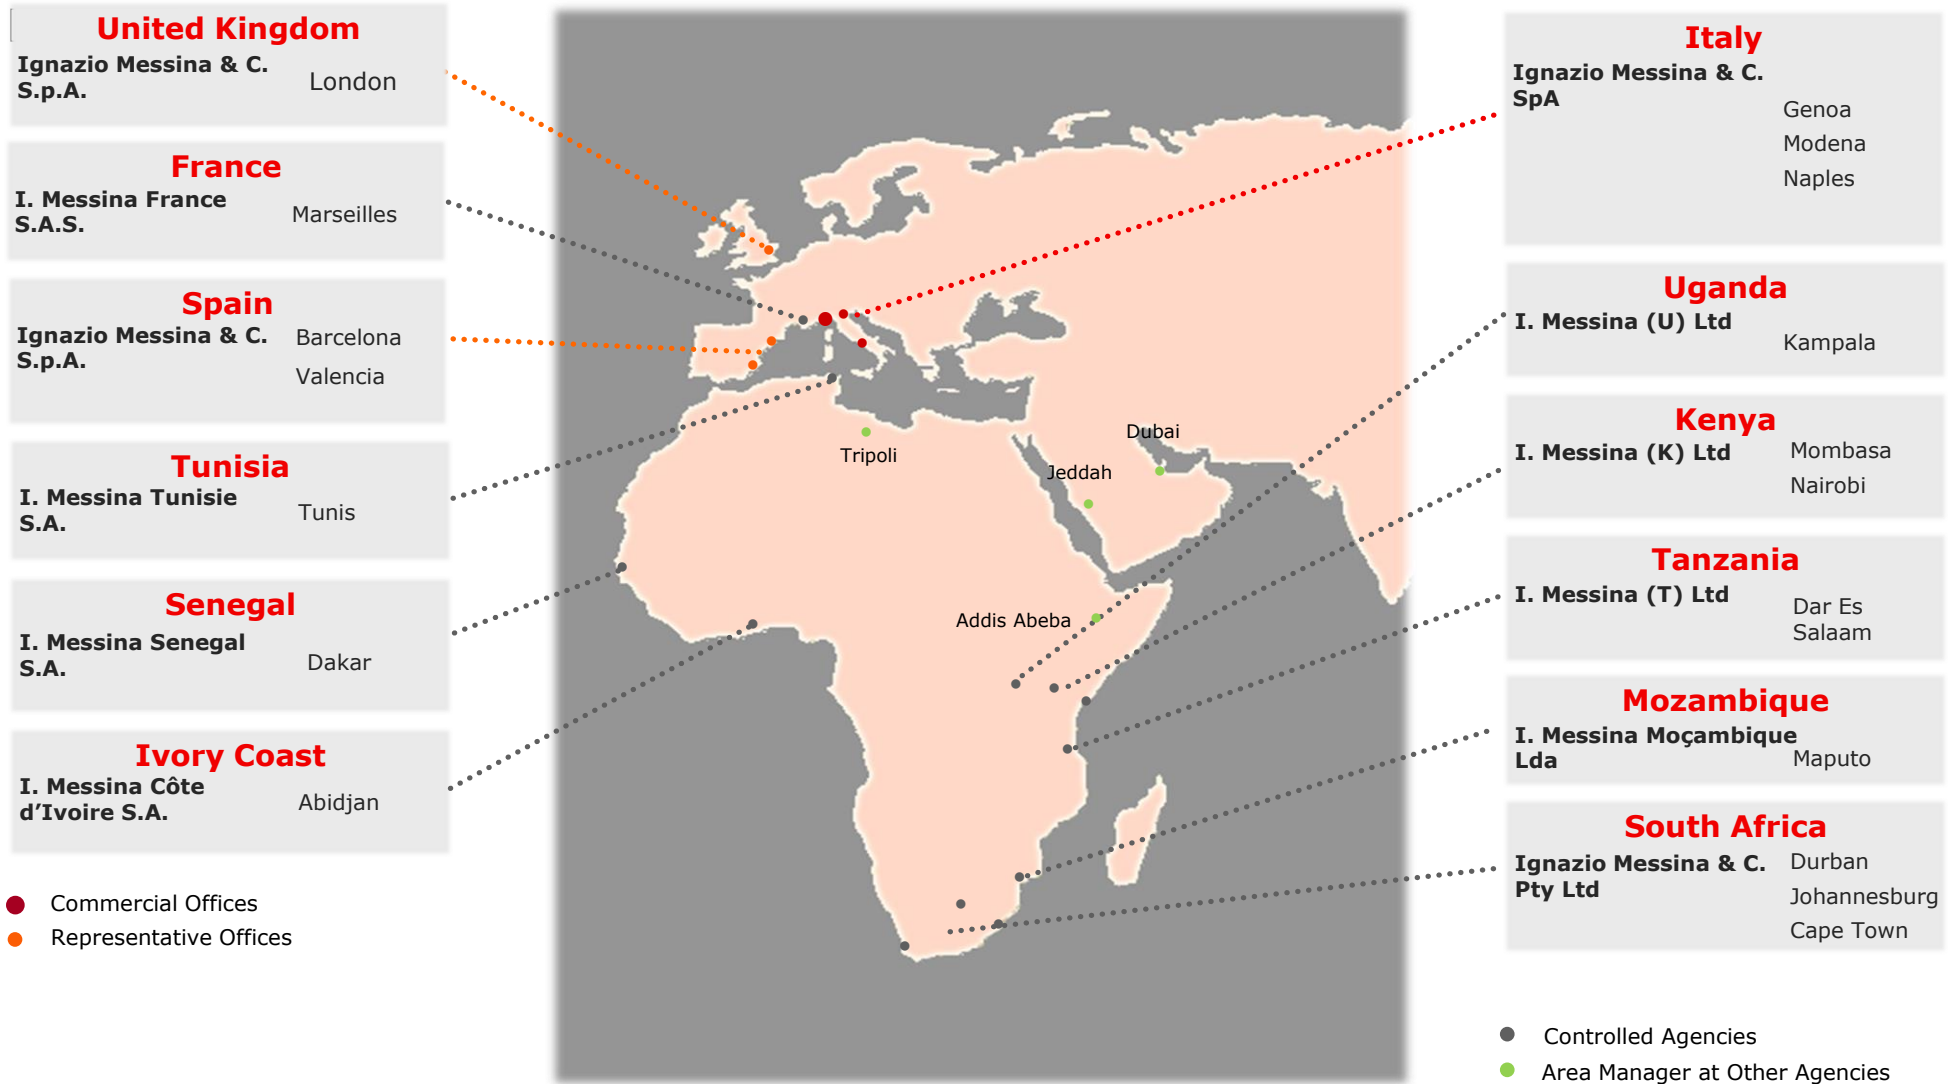 United Kingdom
Ignazio Messina & C.
S.p.A.
London
France
I. Messina France
S.A.S.
Marseilles
Spain
Ignazio Messina & C.
S.p.A.
Barcelona
Valencia
Tunisia
I. Messina Tunisie
S.A.
Tunis
Senegal
I. Messina Senegal
S.A.
Dakar
Ivory Coast
I. Messina Côte
d’Ivoire S.A.
Abidjan
Commercial Offices
Representative Offices
Tripoli
Dubai
Jeddah
Addis Abeba
Italy
Ignazio Messina & C.
SpA
Genoa
Modena
Naples
Uganda
I. Messina (U) Ltd
Kampala
Kenya
I. Messina (K) Ltd
Mombasa
Nairobi
Tanzania
I. Messina (T) Ltd
Dar Es
Salaam
Mozambique
I. Messina Moçambique
Lda
Maputo
South Africa
Ignazio Messina & C.
Pty Ltd
Durban
Johannesburg
Cape Town
Controlled Agencies
Area Manager at Other Agencies